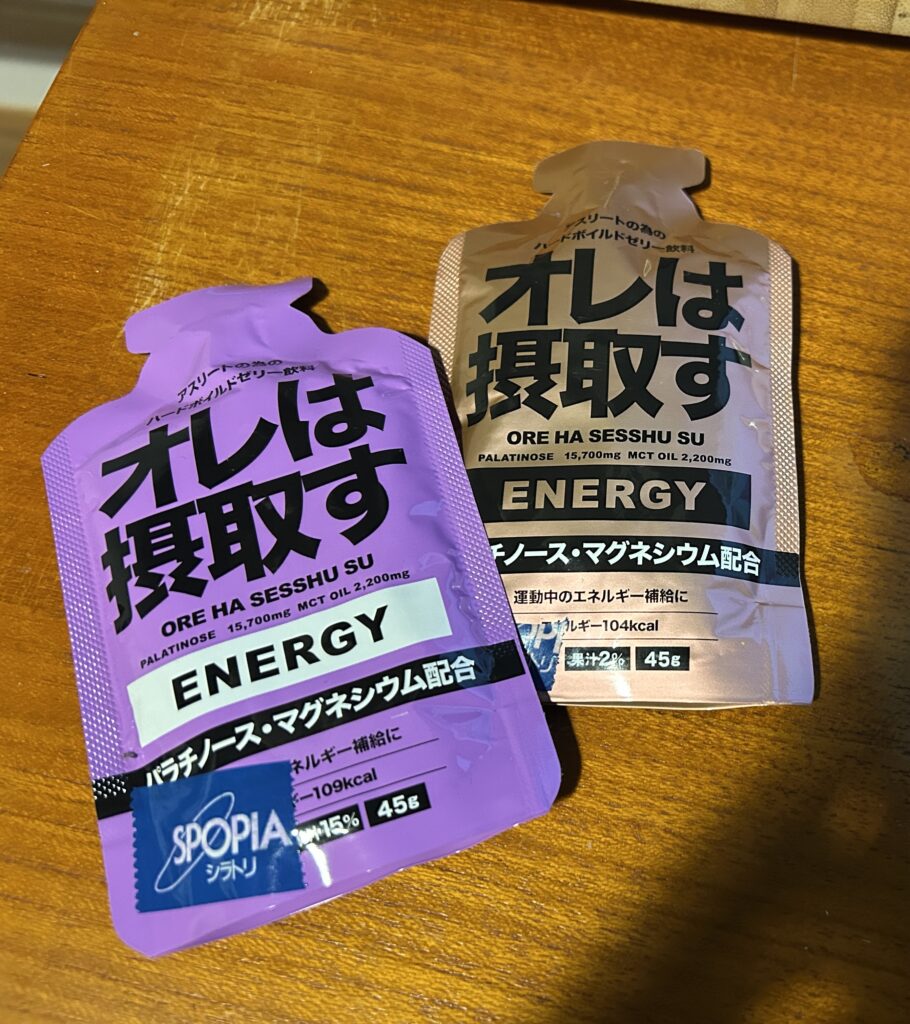 アスリートの為の
ハードボイルドゼリー飲料
オレは
摂取す
ORE HA SESSHU SU
PALATINOSE 15,700mg MCT OIL 2,200mg
ENERGY
パラチノース・マグネシウム配合
ネルギー補給に
ー109kcal
15% 45g
SPOPIA
シラトリ
アスリートの為の
ハードボイルドゼリー飲料
オレは
摂取す
ORE HA SESSHU SU
PALATINOSE 15,700mg MCT OIL 2,200mg
ENERGY
チノース・マグネシウム配合
運動中のエネルギー補給に
ネルギー104kcal
果汁2% 45g